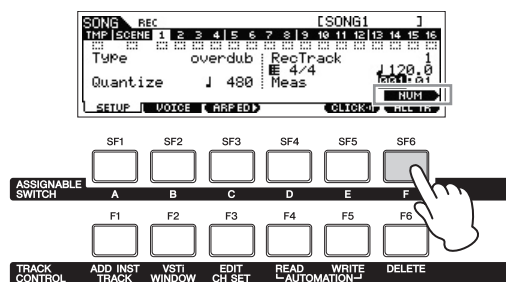 SONG REC [SONG1 ]
TMP SCENE 1 2 3 4 5 6 7 8 9 10 11 12 13 14 15 16
Type overdub RecTrack 1
4/4 ♩120.0
Quantize ♩ 480 Meas 001:01
NUM
SETUP VOICE ARP ED CLICK ALL TR
SF1 SF2 SF3 SF4 SF5 SF6
ASSIGNABLE SWITCH A B C D E F
F1 F2 F3 F4 F5 F6
TRACK CONTROL ADD INST TRACK VSTi WINDOW EDIT CH SET READ WRITE AUTOMATION DELETE